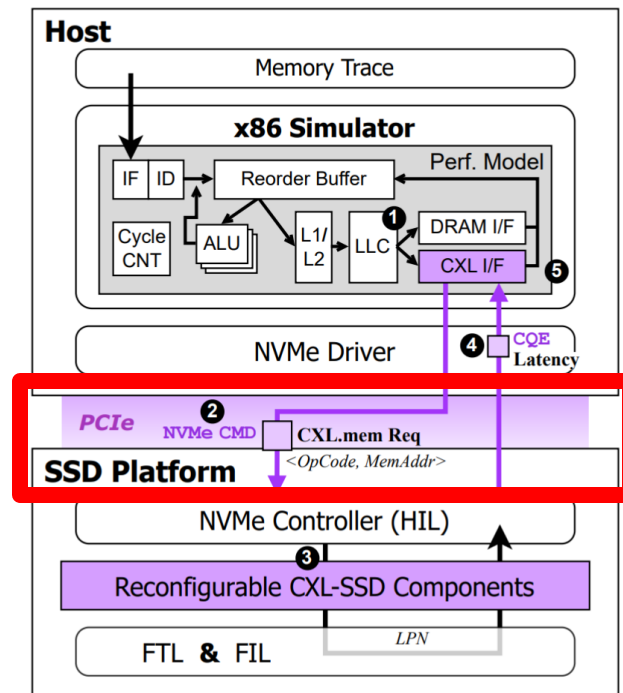 Host
Memory Trace
x86 Simulator
Perf. Model
IF
ID
Reorder Buffer
Cycle
CNT
ALU
L1/
L2
LLC
1
DRAM I/F
CXL I/F
5
NVMe Driver
4
CQE
Latency
PCIe
2
NVMe CMD
CXL.mem Req
<OpCode, MemAddr>
SSD Platform
NVMe Controller (HIL)
3
Reconfigurable CXL-SSD Components
LPN
FTL & FIL